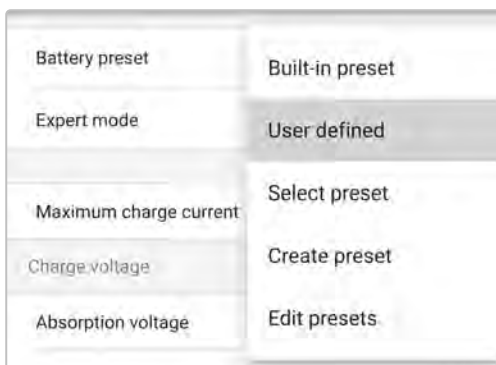 Battery preset
Expert mode
Maximum charge current
Charge voltage
Absorption voltage
Built-in preset
User defined
Select preset
Create preset
Edit presets